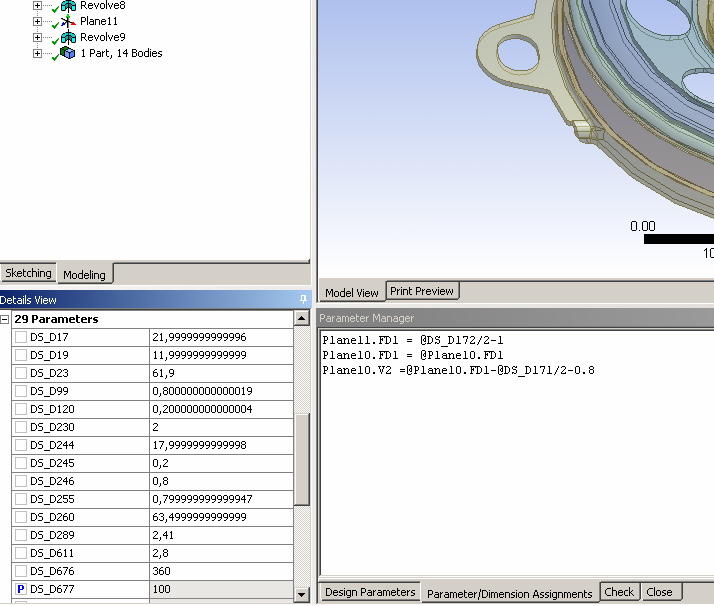 Revolve8
Plane11
Revolve9
1 Part, 14 Bodies
Sketching Modeling
Details View
29 Parameters
DS_D17 21,9999999999996
DS_D19 11,9999999999999
DS_D23 61,9
DS_D99 0,800000000000019
DS_D120 0,200000000000004
DS_D230 2
DS_D244 17,9999999999998
DS_D245 0,2
DS_D246 0,8
DS_D255 0,799999999999947
DS_D260 63,4999999999999
DS_D289 2,41
DS_D611 2,8
DS_D676 360
P DS_D677 100
0.00
10
Model View Print Preview
Parameter Manager
Plane11.FD1 = @DS_D172/2-1
Plane10.FD1 = @Plane10.FD1
Plane10.V2 =@Plane10.FD1-@DS_D171/2-0.8
Design Parameters Parameter/Dimension Assignments Check Close